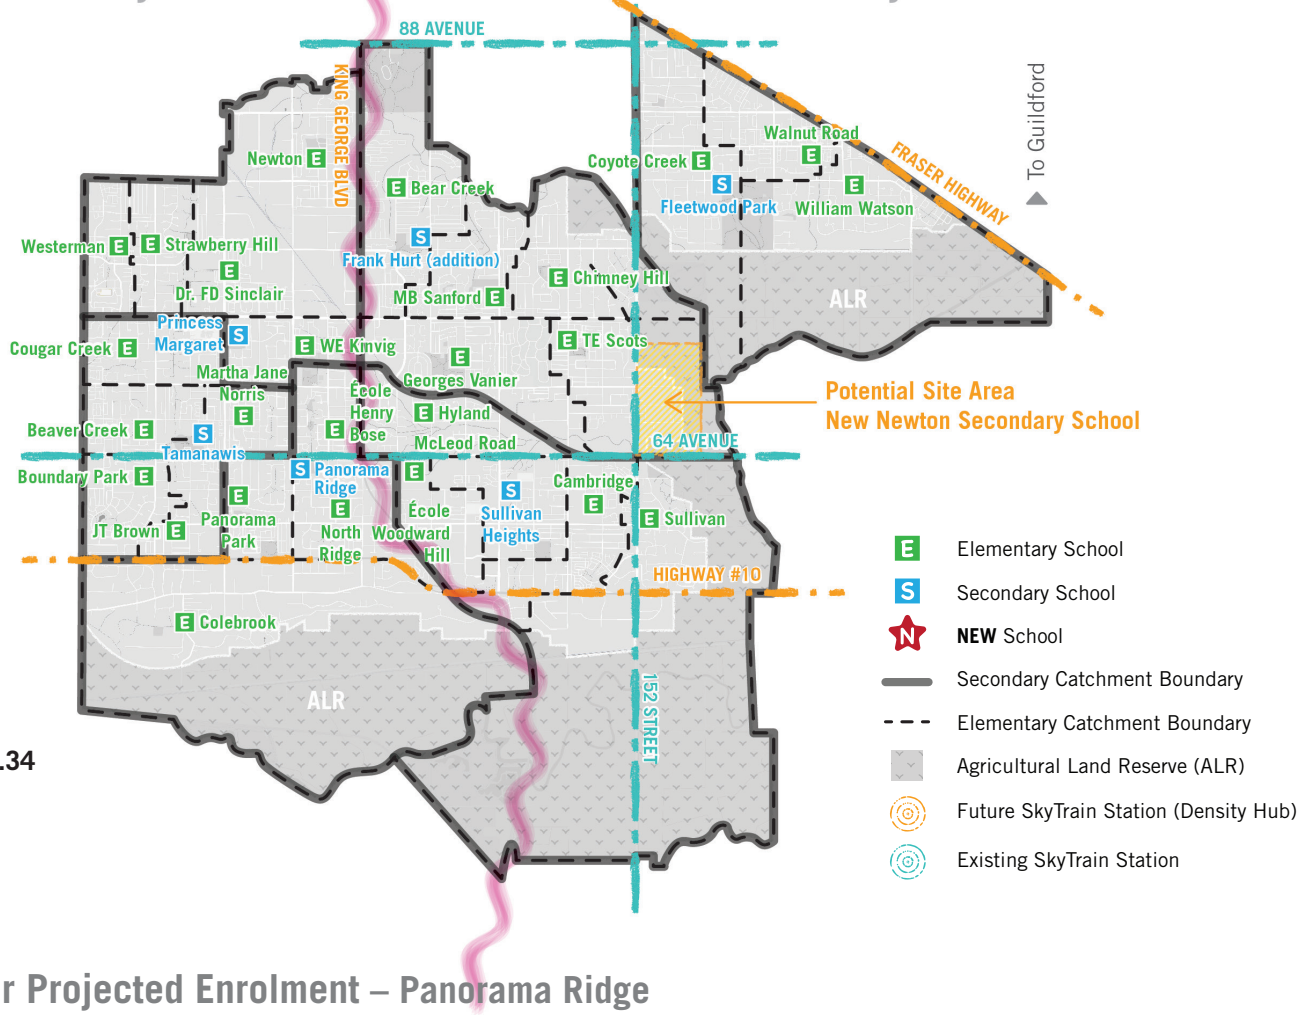 88 AVENUE
KING GEORGE BLVD
FRASER HIGHWAY
To Guildford
Newton E
E Bear Creek
Coyote Creek E
Walnut Road
E
S
Fleetwood Park
E
William Watson
Westerman E
E Strawberry Hill
E
Dr. FD Sinclair
S
Frank Hurt (addition)
MB Sanford E
E Chimney Hill
ALR
Princess
Margaret S
Cougar Creek E
E WE Kinvig
E
Georges Vanier
E TE Scots
Martha Jane
Norris
E
École
Henry
Bose
E
E Hyland
Potential Site Area
New Newton Secondary School
Beaver Creek E
S
Tamanawis
McLeod Road
E
64 AVENUE
Boundary Park E
S Panorama
Ridge
E
Panorama
Park
JT Brown E
E
North
Ridge
École
Woodward
Hill
S
Sullivan
Heights
Cambridge
E
E Sullivan
HIGHWAY #10
E Colebrook
ALR
152 STREET
.34
E Elementary School
S Secondary School
N NEW School
Secondary Catchment Boundary
Elementary Catchment Boundary
Agricultural Land Reserve (ALR)
Future SkyTrain Station (Density Hub)
Existing SkyTrain Station
r Projected Enrolment – Panorama Ridge